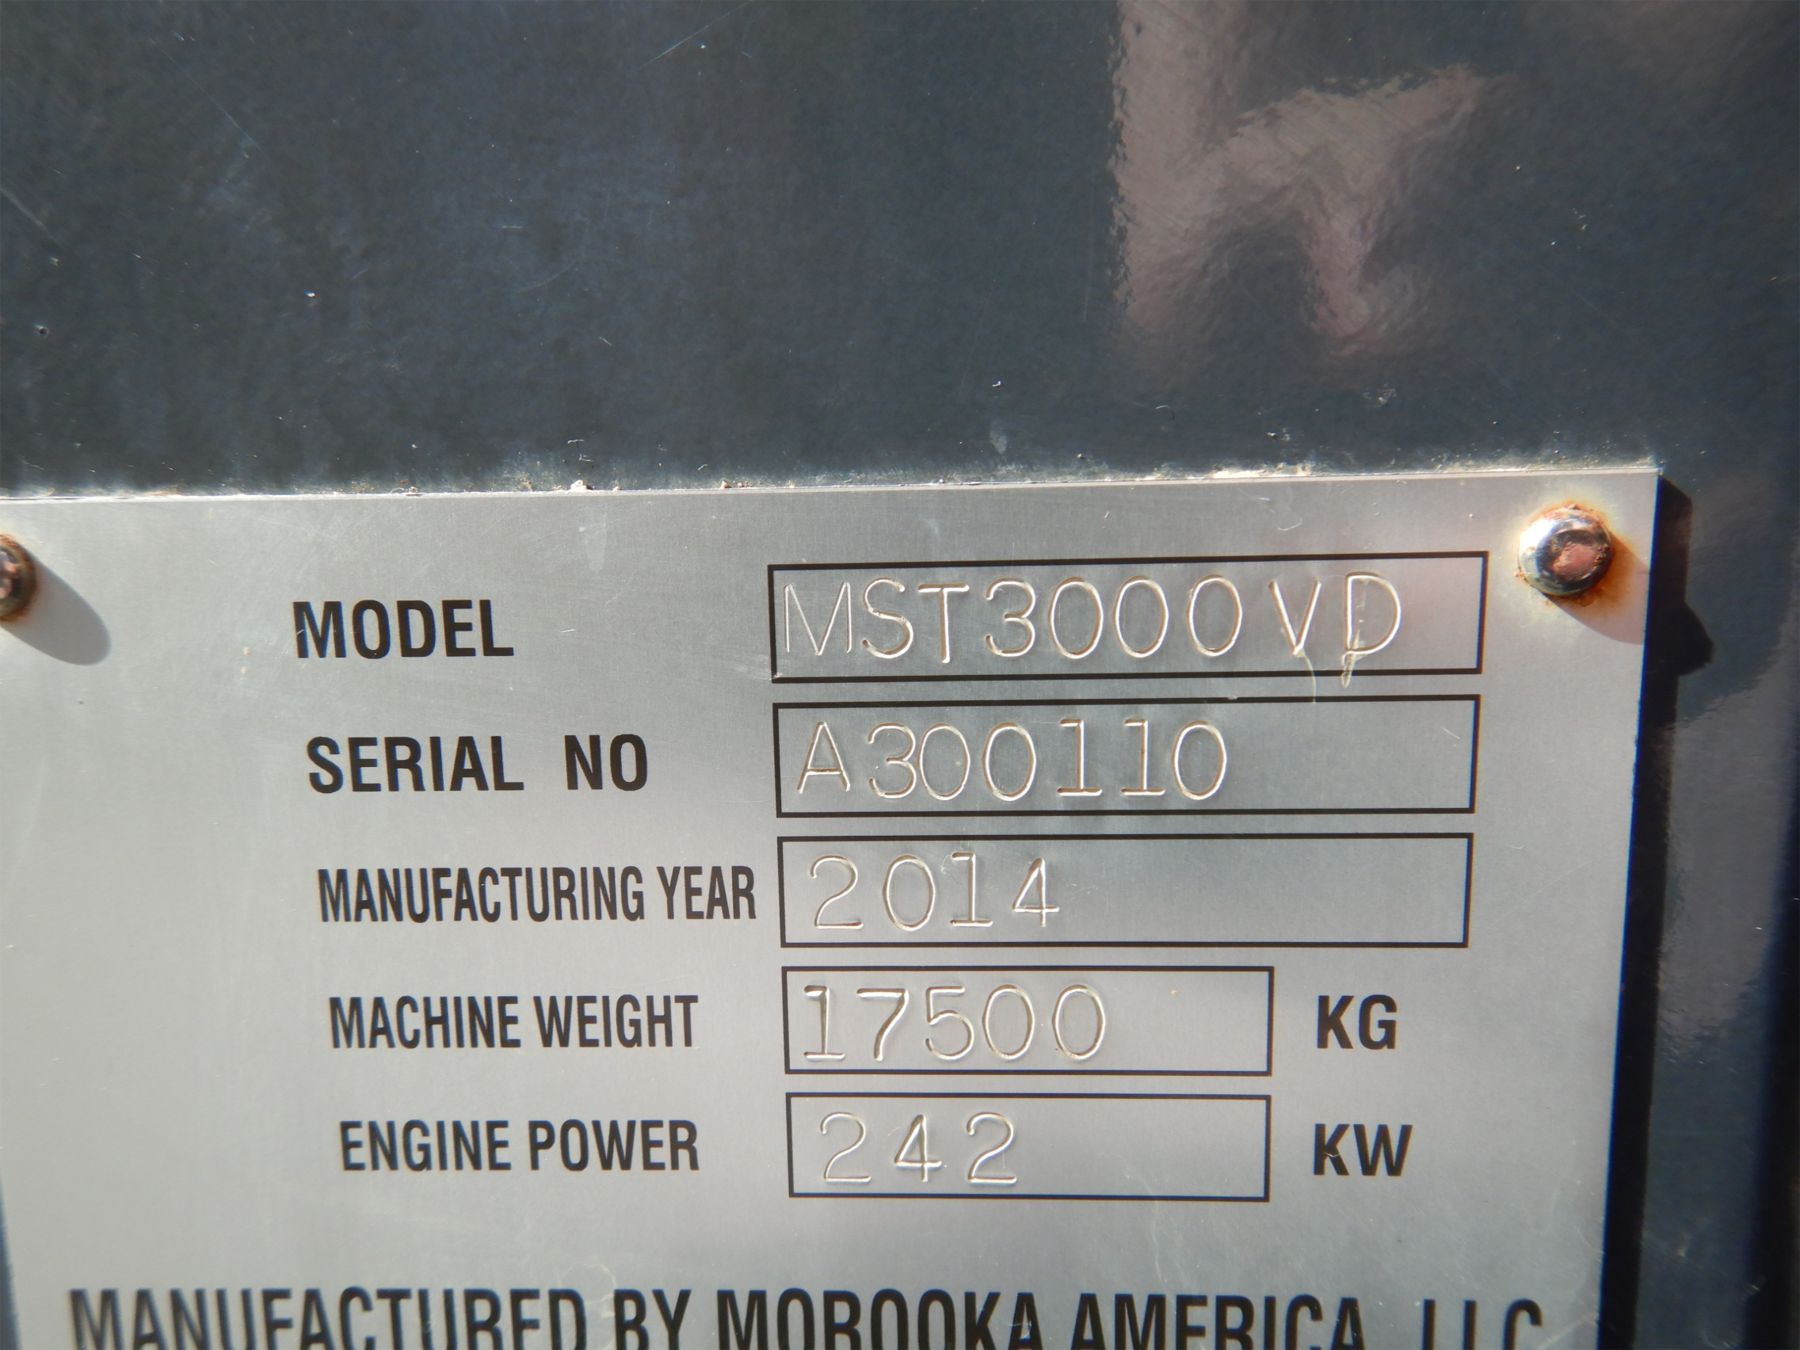 MODEL MST3000VD
SERIAL NO A300110
MANUFACTURING YEAR 2014
MACHINE WEIGHT 17500 KG
ENGINE POWER 242 KW
MANUFACTURED BY MOROOKA AMERICA, LLC